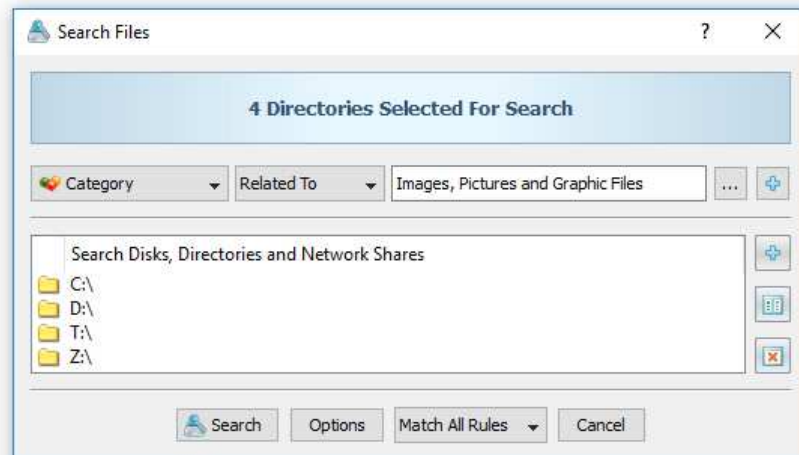 Search Files ?
4 Directories Selected For Search
Category Related To Images, Pictures and Graphic Files ...
Search Disks, Directories and Network Shares
C:\
D:\
T:\
Z:\
Search Options Match All Rules Cancel